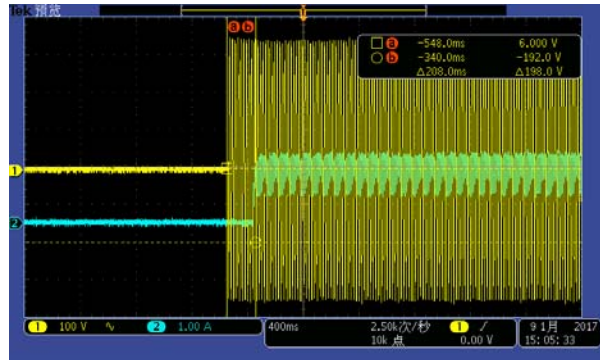 Tek 预览
a b
a -548.0ms 6.000 V
b -340.0ms -192.0 V
△208.0ms △198.0 V
1
2
1 100 V 2 1.00 A
400ms
2.50k次/秒
10k 点
1 / 0.00 V
9 1月 2017
15:05:33